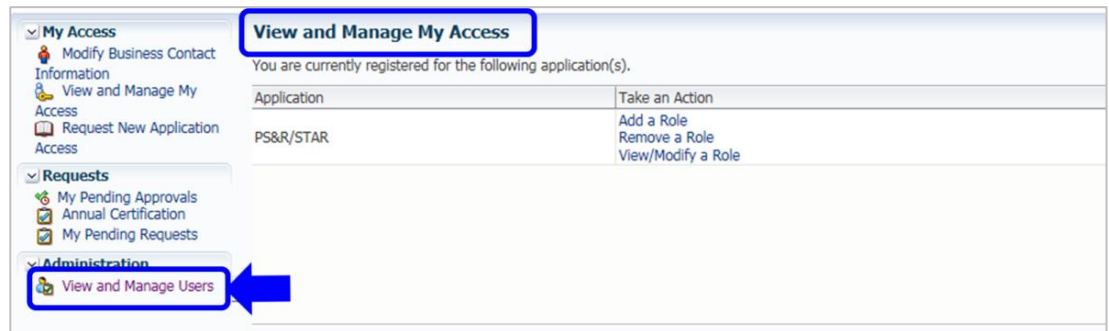 My Access
Modify Business Contact
Information
View and Manage My
Access
Request New Application
Access
Requests
My Pending Approvals
Annual Certification
My Pending Requests
Administration
View and Manage Users
View and Manage My Access
You are currently registered for the following application(s).
Application Take an Action
PS&R/STAR
Add a Role
Remove a Role
View/Modify a Role